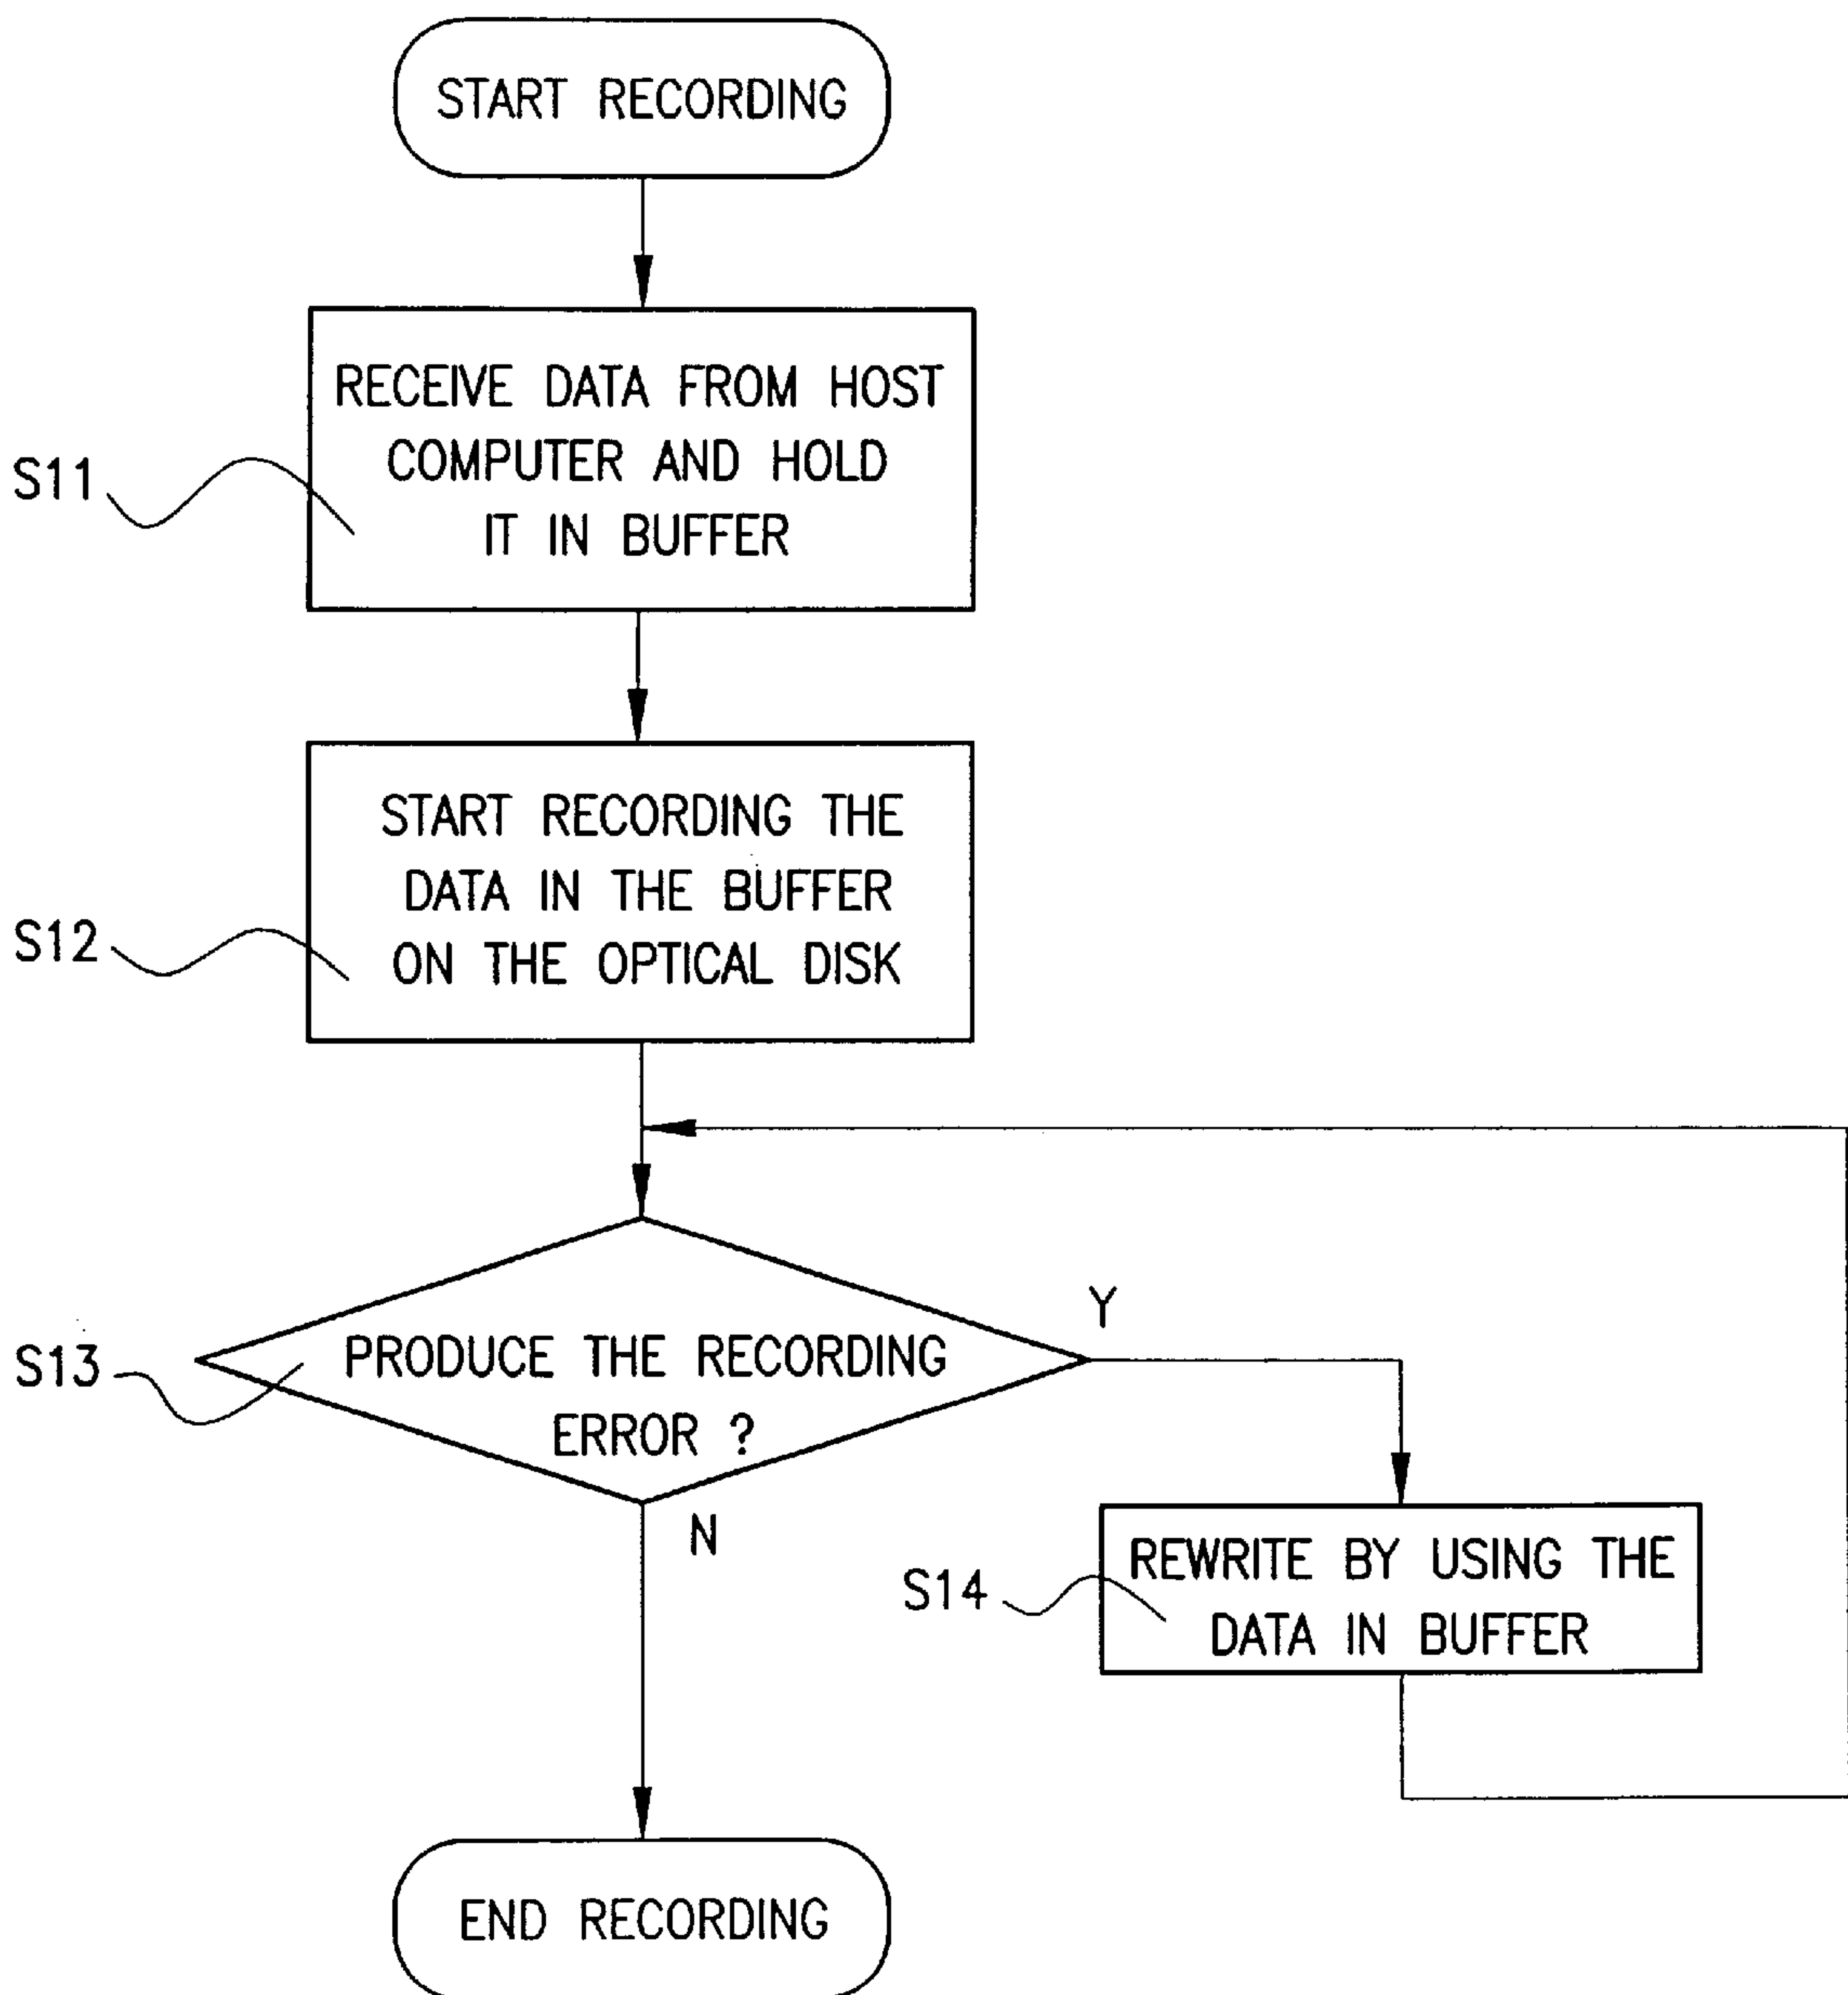 START RECORDING
RECEIVE DATA FROM HOST
COMPUTER AND HOLD
IT IN BUFFER
S11
START RECORDING THE
DATA IN THE BUFFER
ON THE OPTICAL DISK
S12
Y
S13
PRODUCE THE RECORDING
ERROR ?
N
REWRITE BY USING THE
DATA IN BUFFER
S14
END RECORDING